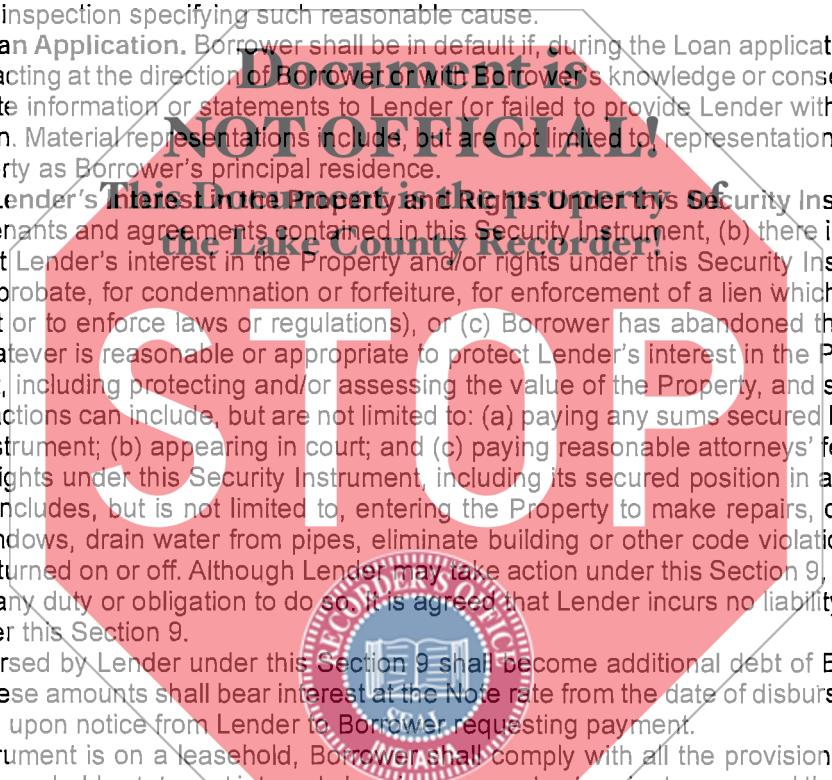 inspection specifying such reasonable cause.
an Application. Borrower shall be in default if, during the Loan applicat
acting at the direction of Borrower or with Borrower's knowledge or conse
te information or statements to Lender (or failed to provide Lender with
n. Material representations include, but are not limited to, representation
rty as Borrower's principal residence.
Lender's Interest in the Property and Rights Under this Security Ins
enants and agreements contained in this Security Instrument, (b) there i
t Lender's interest in the Property and/or rights under this Security Ins
probate, for condemnation or forfeiture, for enforcement of a lien which
t or to enforce laws or regulations), or (c) Borrower has abandoned th
atever is reasonable or appropriate to protect Lender's interest in the P
, including protecting and/or assessing the value of the Property, and s
actions can include, but are not limited to: (a) paying any sums secured
strument; (b) appearing in court; and (c) paying reasonable attorneys' fe
ights under this Security Instrument, including its secured position in a
ncludes, but is not limited to, entering the Property to make repairs, c
ndows, drain water from pipes, eliminate building or other code violatio
turned on or off. Although Lender may take action under this Section 9,
any duty or obligation to do so. It is agreed that Lender incurs no liability
er this Section 9.
rsed by Lender under this Section 9 shall become additional debt of B
ese amounts shall bear interest at the Note rate from the date of disburs
upon notice from Lender to Borrower requesting payment.
rument is on a leasehold, Borrower shall comply with all the provision
Document is
NOT OFFICIAL!
This Document is the property of
the Lake County Recorder!
STOP
RECORDER'S OFFICE
SEAL
INDIANA